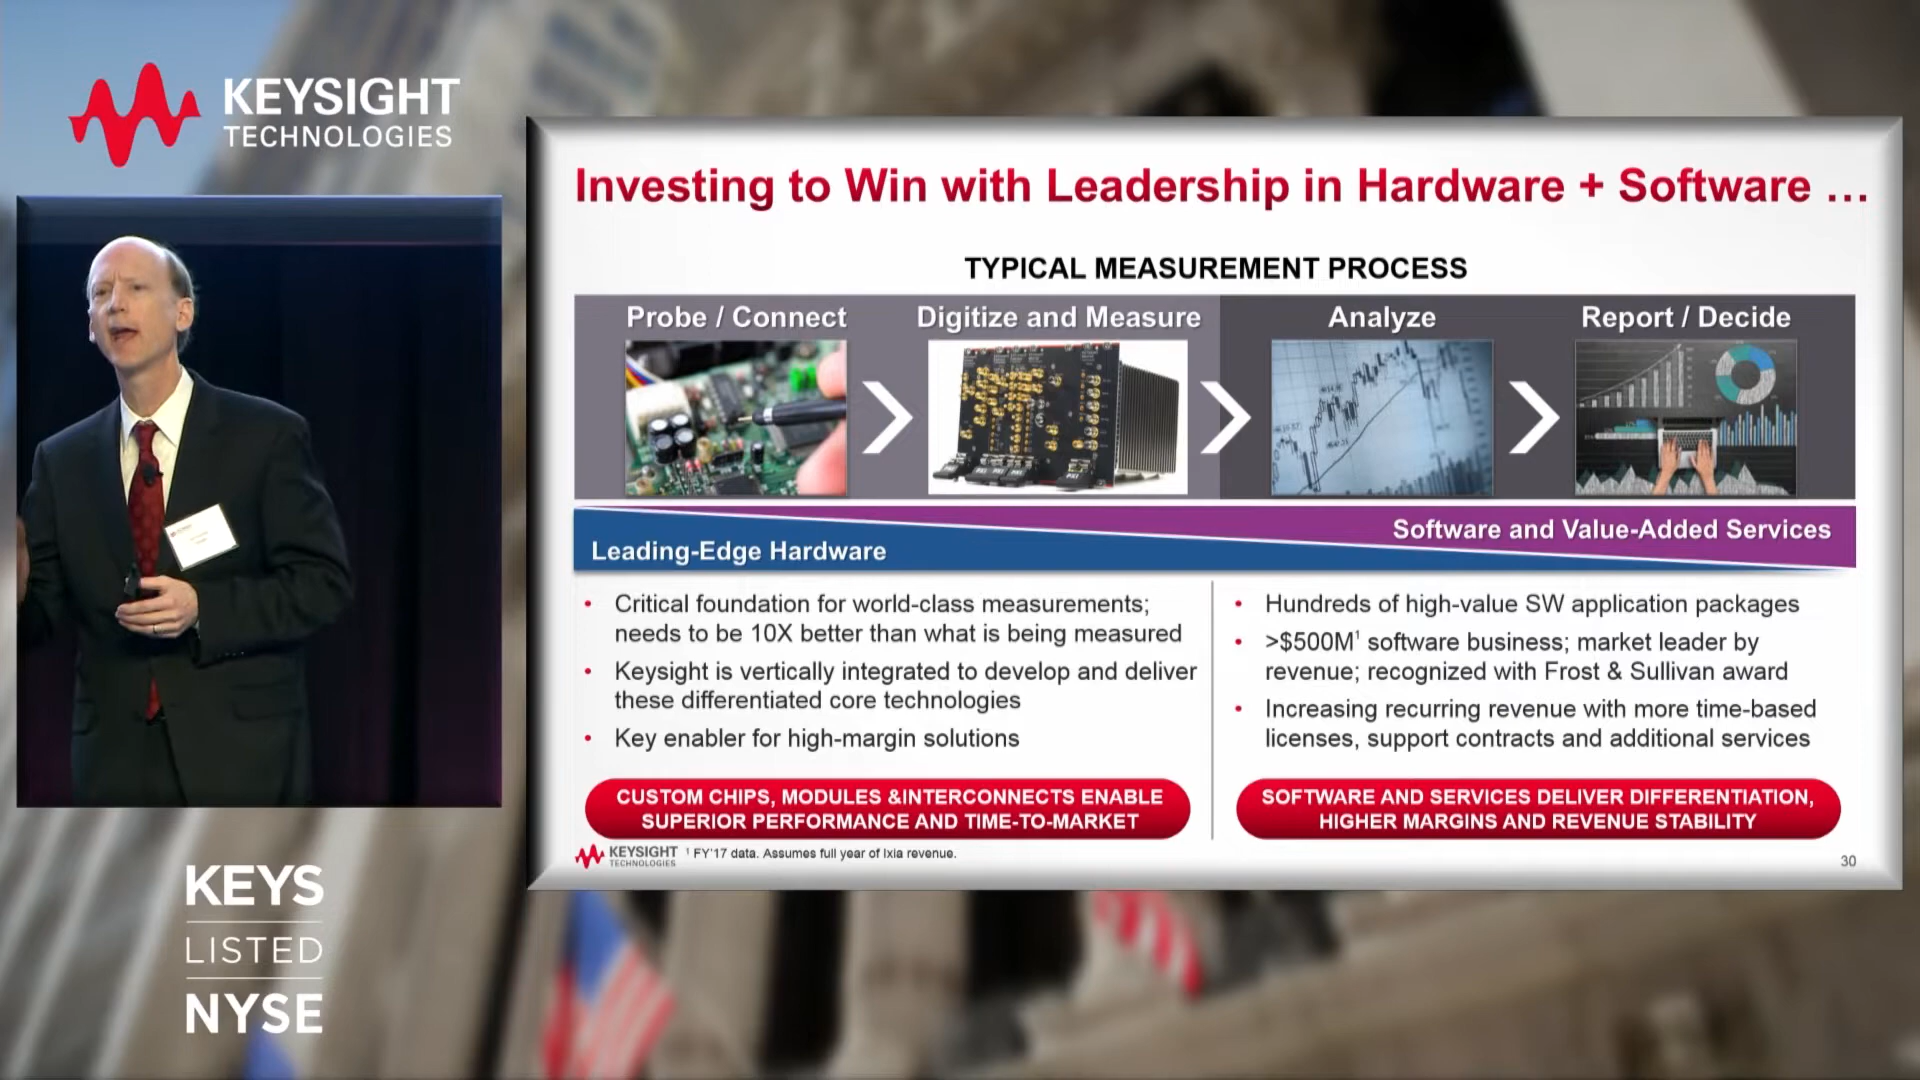 KEYSIGHT
TECHNOLOGIES
KEYS
LISTED
NYSE
Investing to Win with Leadership in Hardware + Software ...
TYPICAL MEASUREMENT PROCESS
Probe / Connect
Digitize and Measure
Analyze
Report / Decide
Leading-Edge Hardware
Software and Value-Added Services
• Critical foundation for world-class measurements;
needs to be 10X better than what is being measured
• Keysight is vertically integrated to develop and deliver
these differentiated core technologies
• Key enabler for high-margin solutions
CUSTOM CHIPS, MODULES &INTERCONNECTS ENABLE
SUPERIOR PERFORMANCE AND TIME-TO-MARKET
• Hundreds of high-value SW application packages
• >$500M¹ software business; market leader by
revenue; recognized with Frost & Sullivan award
• Increasing recurring revenue with more time-based
licenses, support contracts and additional services
SOFTWARE AND SERVICES DELIVER DIFFERENTIATION,
HIGHER MARGINS AND REVENUE STABILITY
KEYSIGHT
TECHNOLOGIES
¹ FY'17 data. Assumes full year of Ixia revenue.
30